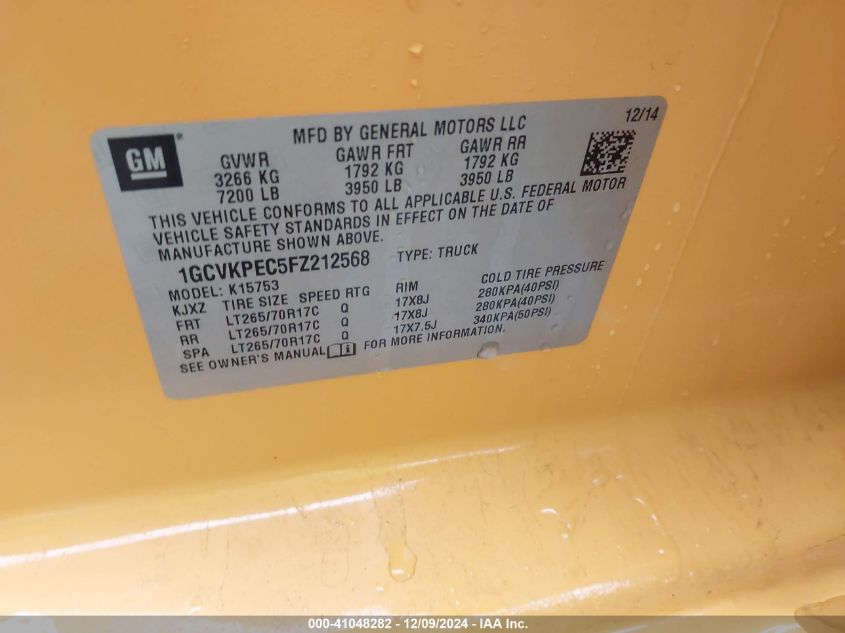 GM
MFD BY GENERAL MOTORS LLC 12/14
GVWR GAWR FRT GAWR RR
3266 KG 1792 KG 1792 KG
7200 LB 3950 LB 3950 LB
THIS VEHICLE CONFORMS TO ALL APPLICABLE U.S. FEDERAL MOTOR
VEHICLE SAFETY STANDARDS IN EFFECT ON THE DATE OF
MANUFACTURE SHOWN ABOVE.
1GCVKPEC5FZ212568 TYPE: TRUCK
MODEL: K15753
KJXZ TIRE SIZE SPEED RTG RIM COLD TIRE PRESSURE
FRT LT265/70R17C Q 17X8J 280KPA(40PSI)
RR LT265/70R17C Q 17X8J 280KPA(40PSI)
SPA LT265/70R17C Q 17X7.5J 340KPA(50PSI)
SEE OWNER'S MANUAL FOR MORE INFORMATION.
000-41048282 - 12/09/2024 - IAA Inc.